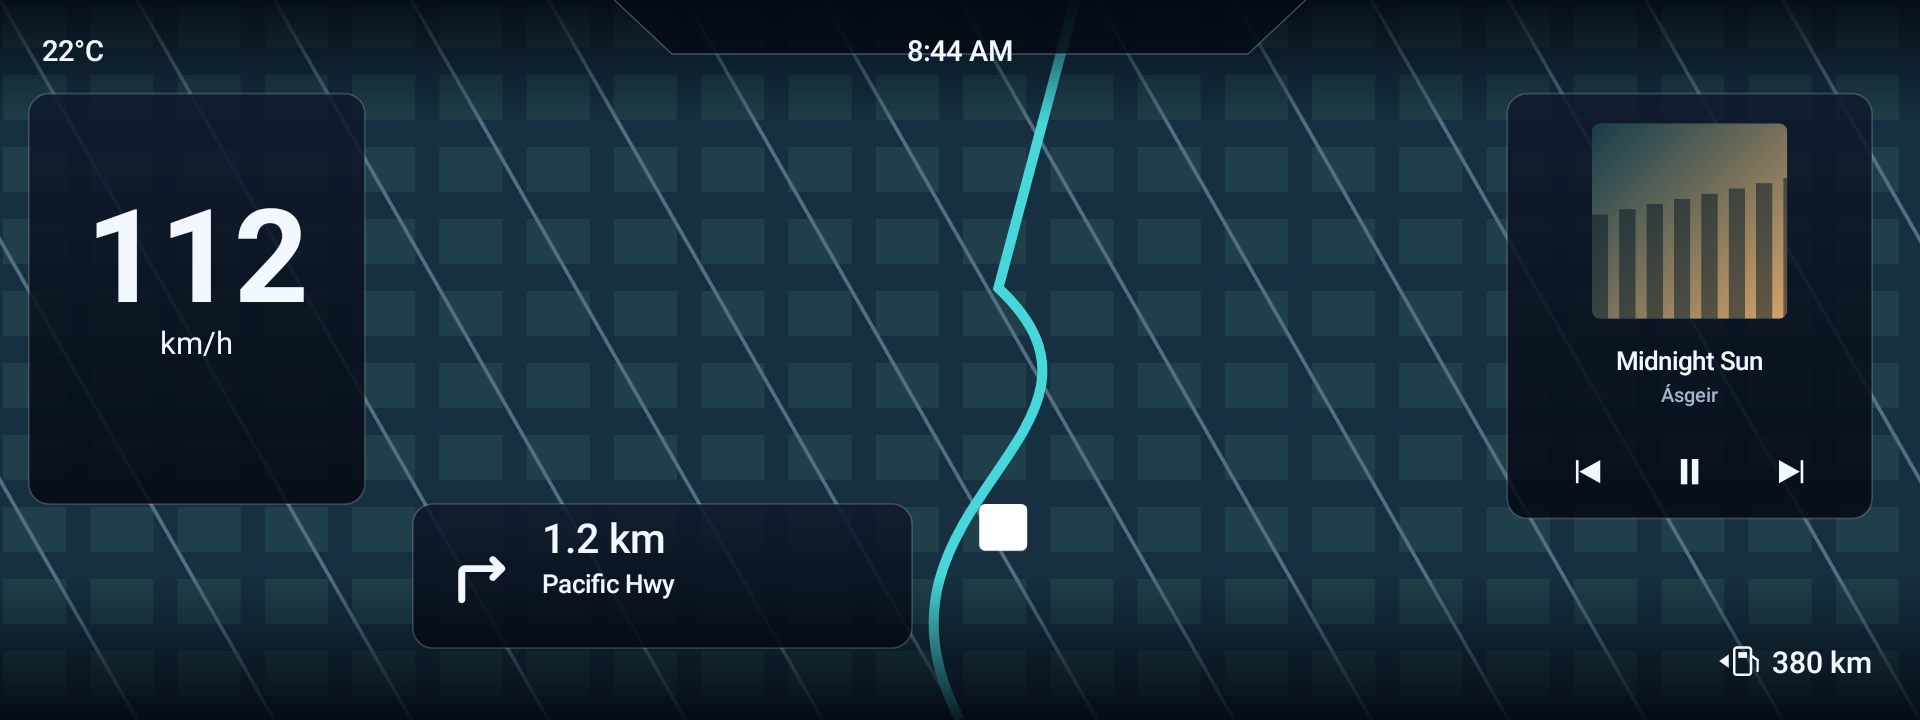 22°C
8:44 AM
112
km/h
Midnight Sun
Ásgeir
1.2 km
Pacific Hwy
380 km